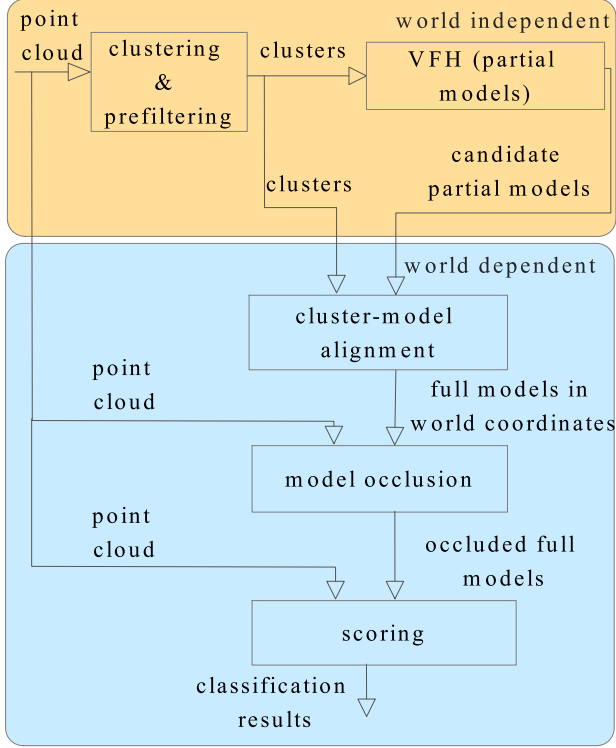 point
cloud
clustering
&
prefiltering
clusters
world independent
VFH (partial
models)
clusters
candidate
partial models
world dependent
cluster-model
alignment
point
cloud
full models in
world coordinates
model occlusion
point
cloud
occluded full
models
scoring
classification
results